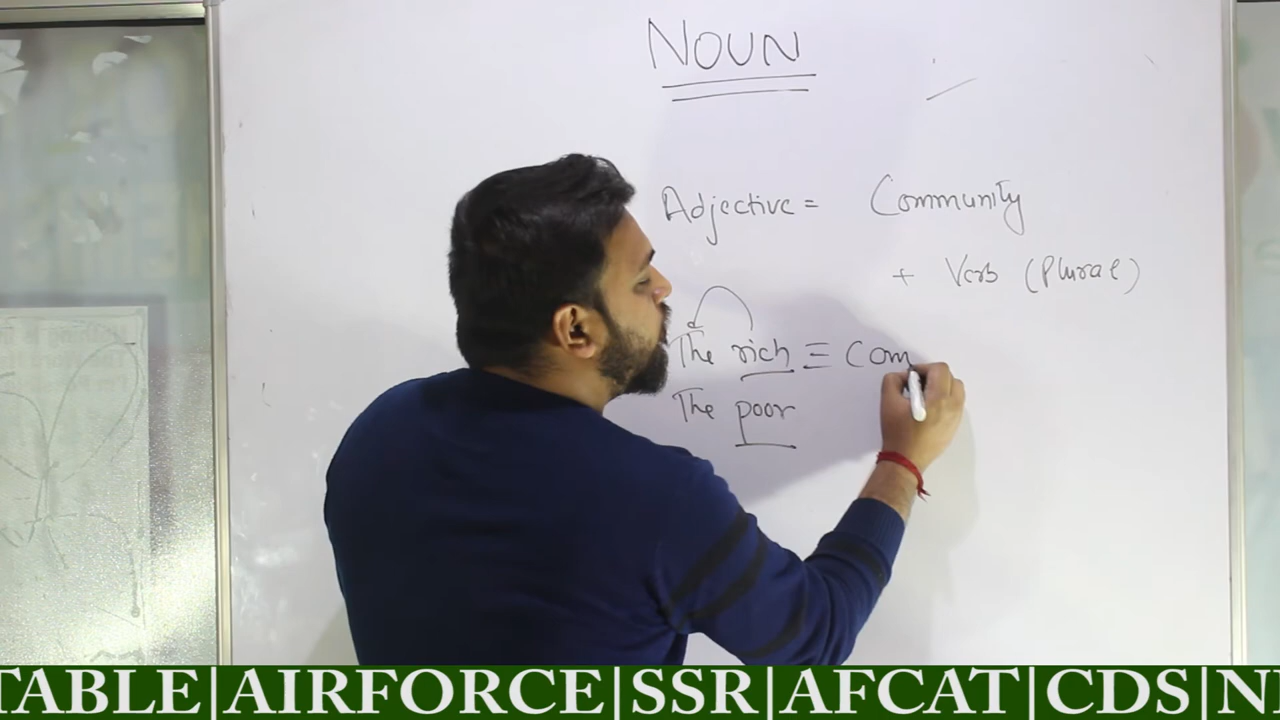 NOUN
Adjective = Community
+ Verb (Plural)
The rich ≡ Com
The poor
TABLE|AIRFORCE|SSR|AFCAT|CDS|N